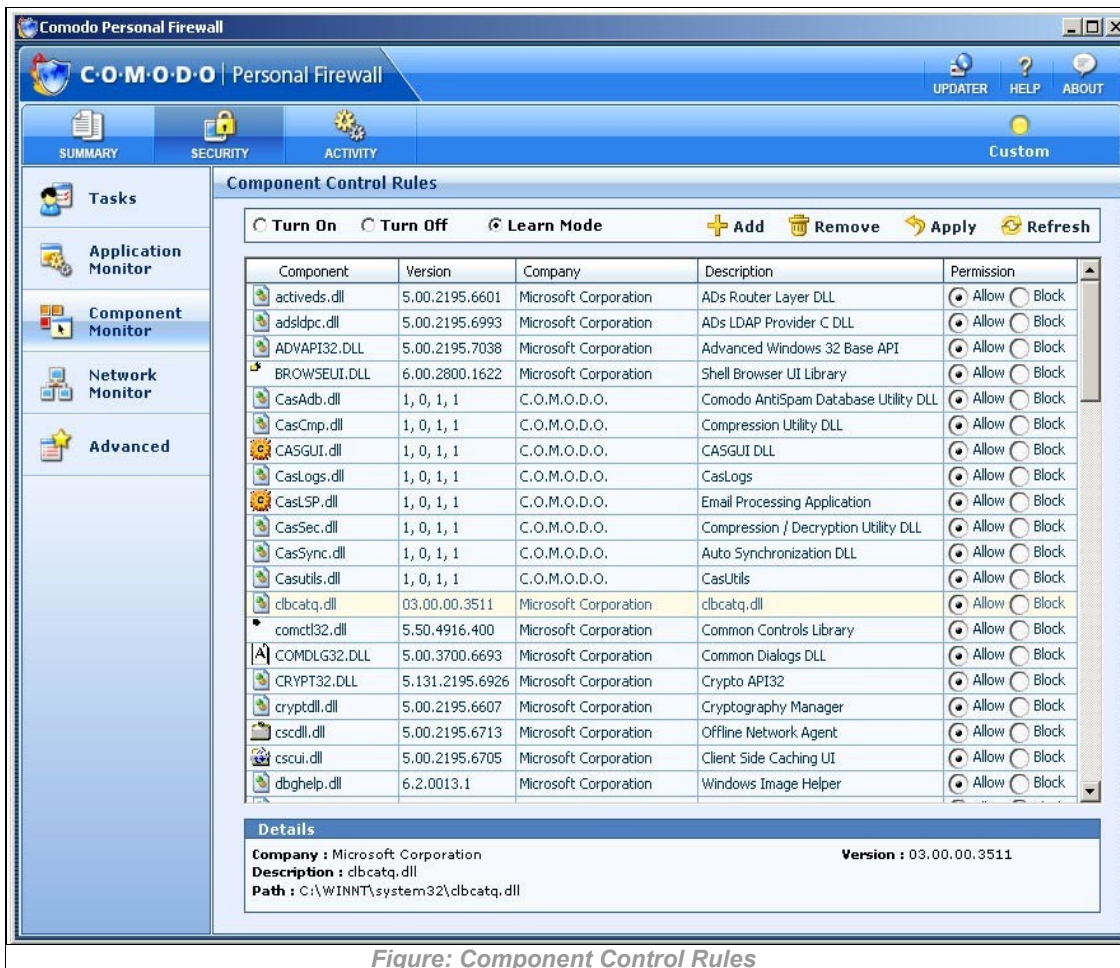 Comodo Personal Firewall
C·O·M·O·D·O Personal Firewall
UPDATER HELP ABOUT
SUMMARY SECURITY ACTIVITY Custom
Tasks
Application Monitor
Component Monitor
Network Monitor
Advanced
Component Control Rules
Turn On Turn Off Learn Mode Add Remove Apply Refresh
Component Version Company Description Permission
activeds.dll 5.00.2195.6601 Microsoft Corporation ADs Router Layer DLL Allow Block
adsldpc.dll 5.00.2195.6993 Microsoft Corporation ADs LDAP Provider C DLL Allow Block
ADVAPI32.DLL 5.00.2195.7038 Microsoft Corporation Advanced Windows 32 Base API Allow Block
BROWSEUI.DLL 6.00.2800.1622 Microsoft Corporation Shell Browser UI Library Allow Block
CasAdb.dll 1, 0, 1, 1 C.O.M.O.D.O. Comodo AntiSpam Database Utility DLL Allow Block
CasCmp.dll 1, 0, 1, 1 C.O.M.O.D.O. Compression Utility DLL Allow Block
CASGUI.dll 1, 0, 1, 1 C.O.M.O.D.O. CASGUI DLL Allow Block
CasLogs.dll 1, 0, 1, 1 C.O.M.O.D.O. CasLogs Allow Block
CasLSP.dll 1, 0, 1, 1 C.O.M.O.D.O. Email Processing Application Allow Block
CasSec.dll 1, 0, 1, 1 C.O.M.O.D.O. Compression / Decryption Utility DLL Allow Block
CasSync.dll 1, 0, 1, 1 C.O.M.O.D.O. Auto Synchronization DLL Allow Block
Casutils.dll 1, 0, 1, 1 C.O.M.O.D.O. CasUtils Allow Block
clbcatq.dll 03.00.00.3511 Microsoft Corporation clbcatq.dll Allow Block
comctl32.dll 5.50.4916.400 Microsoft Corporation Common Controls Library Allow Block
COMDLG32.DLL 5.00.3700.6693 Microsoft Corporation Common Dialogs DLL Allow Block
CRYPT32.DLL 5.131.2195.6926 Microsoft Corporation Crypto API32 Allow Block
cryptdll.dll 5.00.2195.6607 Microsoft Corporation Cryptography Manager Allow Block
cscdll.dll 5.00.2195.6713 Microsoft Corporation Offline Network Agent Allow Block
cscui.dll 5.00.2195.6705 Microsoft Corporation Client Side Caching UI Allow Block
dbghelp.dll 6.2.0013.1 Microsoft Corporation Windows Image Helper Allow Block
Details
Company : Microsoft Corporation Version : 03.00.00.3511
Description : clbcatq.dll
Path : C:\WINNT\system32\clbcatq.dll
Figure: Component Control Rules